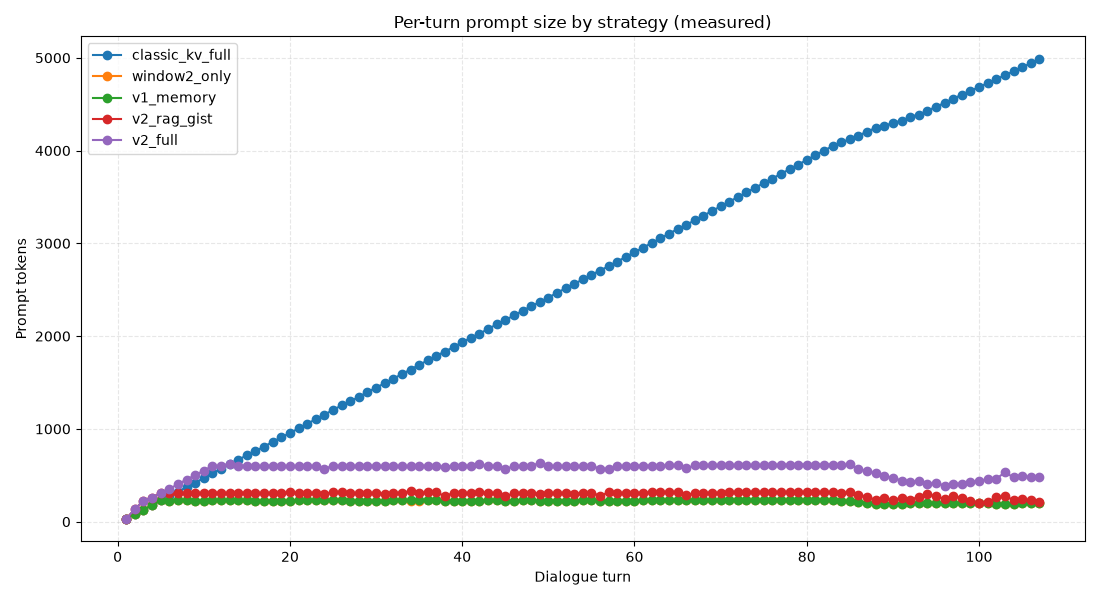 Per-turn prompt size by strategy (measured)
classic_kv_full
window2_only
v1_memory
v2_rag_gist
v2_full
Prompt tokens
5000
4000
3000
2000
1000
0
0 20 40 60 80 100
Dialogue turn